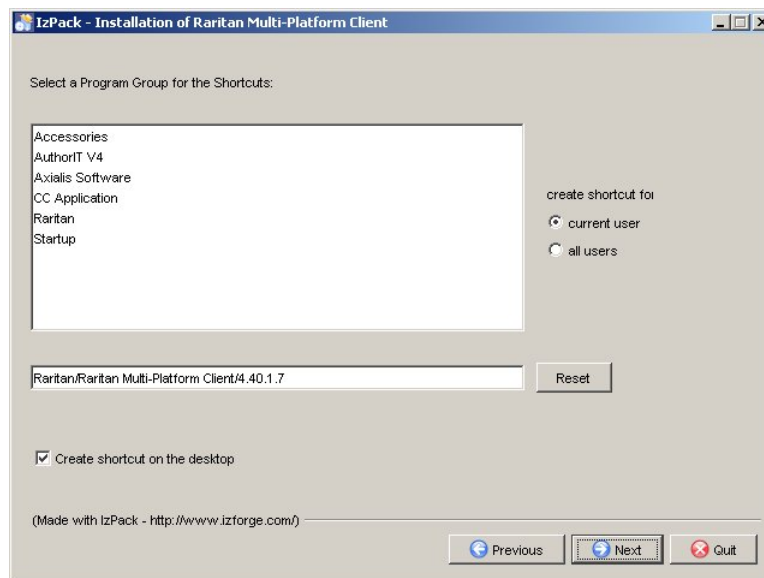 IzPack - Installation of Raritan Multi-Platform Client
Select a Program Group for the Shortcuts:
Accessories
AuthorIT V4
Axialis Software
CC Application
Raritan
Startup
create shortcut for
current user
all users
Raritan/Raritan Multi-Platform Client/4.40.1.7
Reset
Create shortcut on the desktop
(Made with IzPack - http://www.izforge.com/)
Previous
Next
Quit